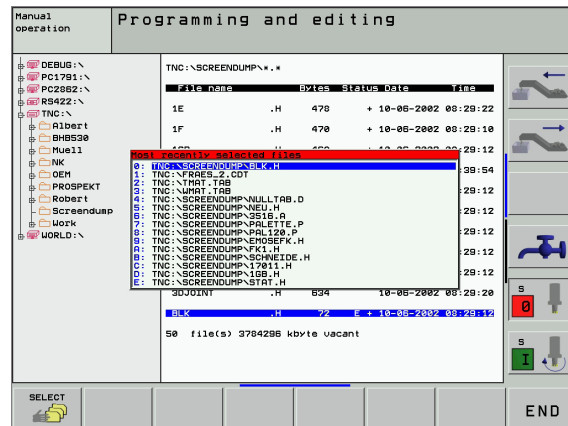 Manual operation
Programming and editing
DEBUG:\
PC1791:\
PC2862:\
RS422:\
TNC:\
Albert
BHB530
Muell
NK
OEM
PROSPEKT
Robert
Screendump
Work
WORLD:\
TNC:\SCREENDUMP\*.*
File name Bytes Status Date Time
1E .H 478 + 10-06-2002 08:29:22
1F .H 470 + 10-06-2002 08:29:10
:29:12
Most recently selected files
0: TNC:\SCREENDUMP\BLK.H
1: TNC:\FRAES_2.CDT
2: TNC:\TMAT.TAB
3: TNC:\WMAT.TAB
4: TNC:\SCREENDUMP\NULLTAB.D
5: TNC:\SCREENDUMP\NEU.H
6: TNC:\SCREENDUMP\3516.A
7: TNC:\SCREENDUMP\PALETTE.P
8: TNC:\SCREENDUMP\PAL120.P
9: TNC:\SCREENDUMP\EMOSEFK.H
A: TNC:\SCREENDUMP\FK1.H
B: TNC:\SCREENDUMP\SCHNEIDE.H
C: TNC:\SCREENDUMP\17011.H
D: TNC:\SCREENDUMP\1GB.H
E: TNC:\SCREENDUMP\STAT.H
:39:54
:29:12
:29:12
:29:12
:29:12
:29:12
3DJOINT .H 634 10-06-2002 08:29:20
BLK .H 72 E + 10-06-2002 08:29:12
50 file(s) 3784296 kbyte vacant
S
0
S
I
SELECT
END